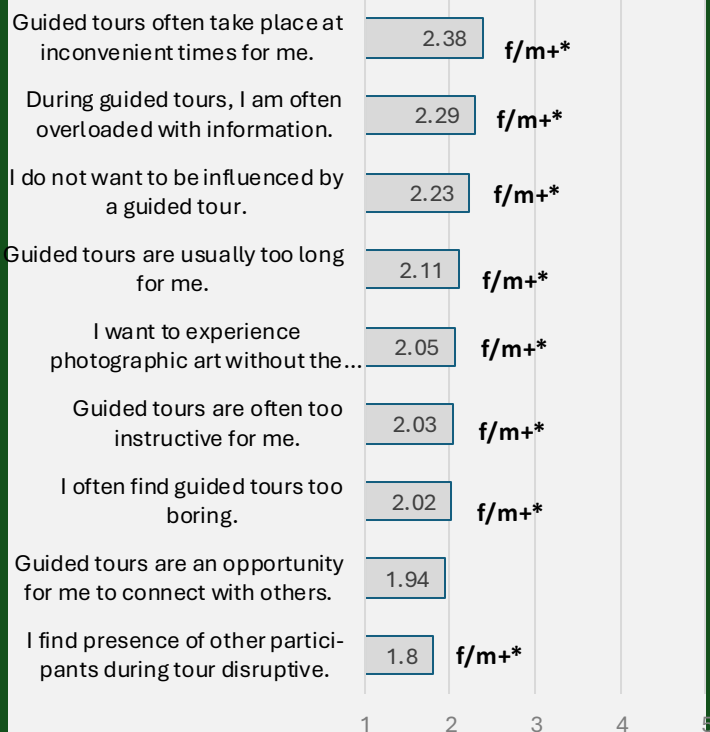 Guided tours often take place at
inconvenient times for me.
2.38
f/m+*
During guided tours, I am often
overloaded with information.
2.29
f/m+*
I do not want to be influenced by
a guided tour.
2.23
f/m+*
Guided tours are usually too long
for me.
2.11
f/m+*
I want to experience
photographic art without the...
2.05
f/m+*
Guided tours are often too
instructive for me.
2.03
f/m+*
I often find guided tours too
boring.
2.02
f/m+*
Guided tours are an opportunity
for me to connect with others.
1.94
I find presence of other partici-
pants during tour disruptive.
1.8
f/m+*
1 2 3 4 5